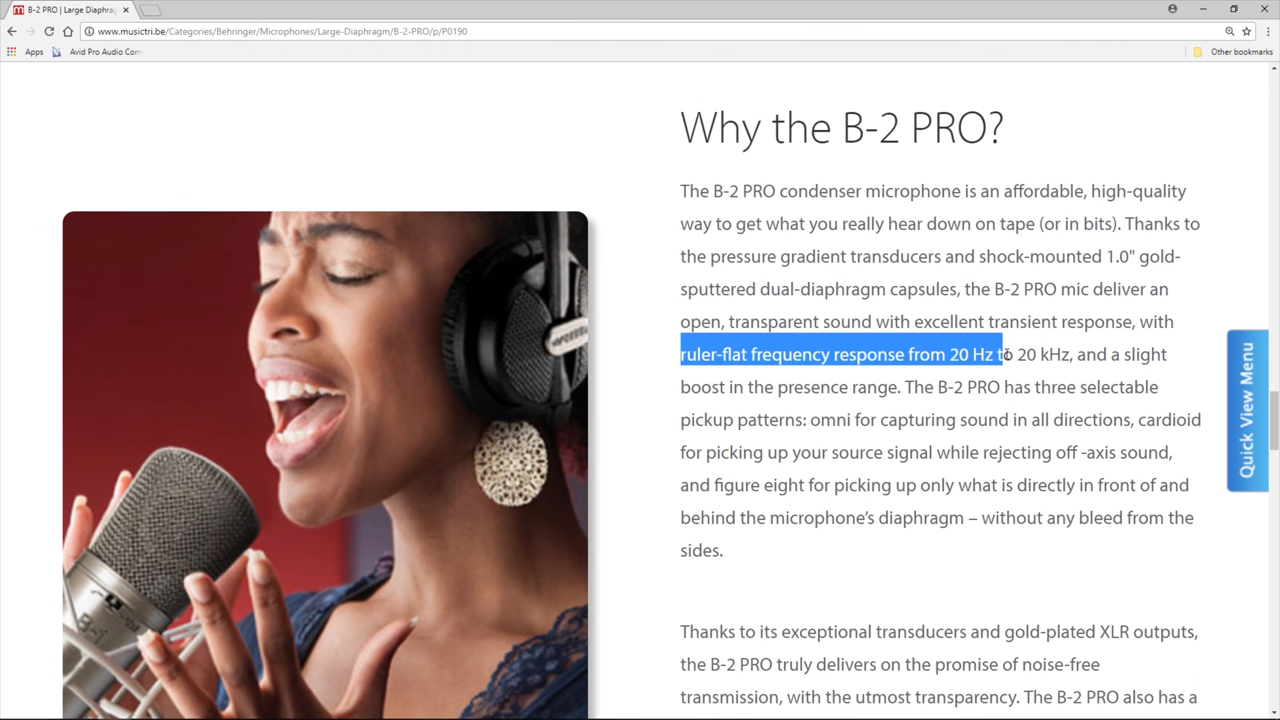 B-2 PRO | Large Diaphrag
www.musictri.be/Categories/Behringer/Microphones/Large-Diaphragm/B-2-PRO/p/P0190
Apps
Avid Pro Audio Com
Other bookmarks
Why the B-2 PRO?
The B-2 PRO condenser microphone is an affordable, high-quality
way to get what you really hear down on tape (or in bits). Thanks to
the pressure gradient transducers and shock-mounted 1.0" gold-
sputtered dual-diaphragm capsules, the B-2 PRO mic deliver an
open, transparent sound with excellent transient response, with
ruler-flat frequency response from 20 Hz to 20 kHz, and a slight
boost in the presence range. The B-2 PRO has three selectable
pickup patterns: omni for capturing sound in all directions, cardioid
for picking up your source signal while rejecting off -axis sound,
and figure eight for picking up only what is directly in front of and
behind the microphone’s diaphragm – without any bleed from the
sides.
Thanks to its exceptional transducers and gold-plated XLR outputs,
the B-2 PRO truly delivers on the promise of noise-free
transmission, with the utmost transparency. The B-2 PRO also has a
Quick View Menu